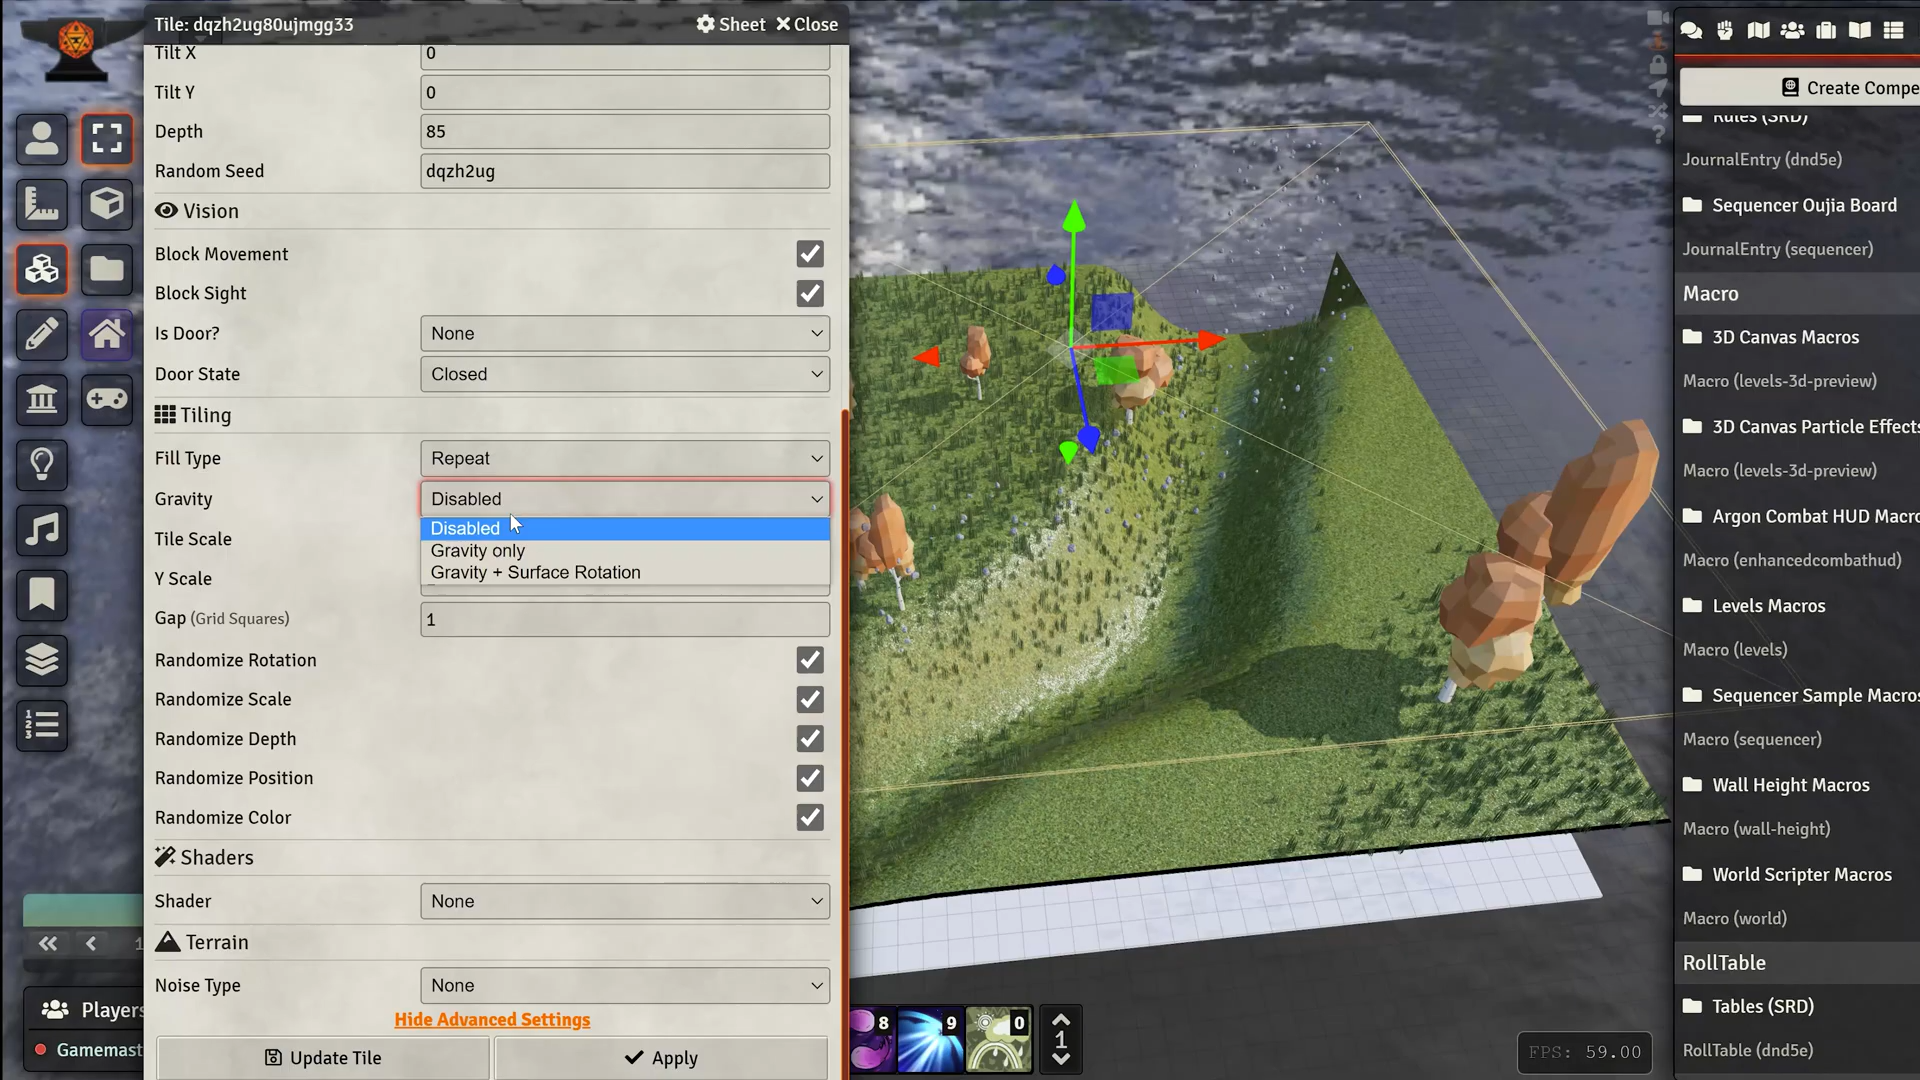 Tile: dqzh2ug80ujmgg33
Sheet
Close
Tilt X
0
Tilt Y
0
Depth
85
Random Seed
dqzh2ug
Vision
Block Movement
Block Sight
Is Door?
None
Door State
Closed
Tiling
Fill Type
Repeat
Gravity
Disabled
Disabled
Gravity only
Gravity + Surface Rotation
Tile Scale
Y Scale
Gap (Grid Squares)
1
Randomize Rotation
Randomize Scale
Randomize Depth
Randomize Position
Randomize Color
Shaders
Shader
None
Terrain
Noise Type
None
Hide Advanced Settings
Update Tile
Apply
1
Players
Gamemast
8
9
0
1
FPS: 59.00
Create Compe
Rules (SRD)
JournalEntry (dnd5e)
Sequencer Oujia Board
JournalEntry (sequencer)
Macro
3D Canvas Macros
Macro (levels-3d-preview)
3D Canvas Particle Effects
Macro (levels-3d-preview)
Argon Combat HUD Macro
Macro (enhancedcombathud)
Levels Macros
Macro (levels)
Sequencer Sample Macros
Macro (sequencer)
Wall Height Macros
Macro (wall-height)
World Scripter Macros
Macro (world)
RollTable
Tables (SRD)
RollTable (dnd5e)